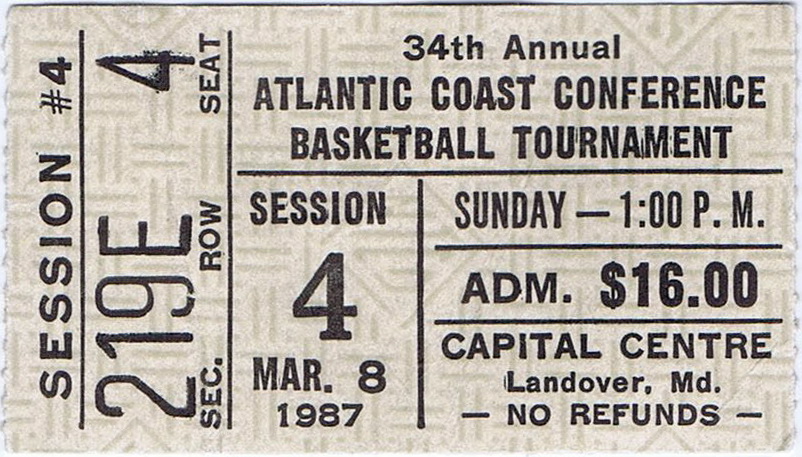 SESSION #4
SEC. 219 ROW E SEAT 4
34th Annual
ATLANTIC COAST CONFERENCE
BASKETBALL TOURNAMENT
SESSION
4
MAR. 8
1987
SUNDAY — 1:00 P. M.
ADM. $16.00
CAPITAL CENTRE
Landover, Md.
— NO REFUNDS —